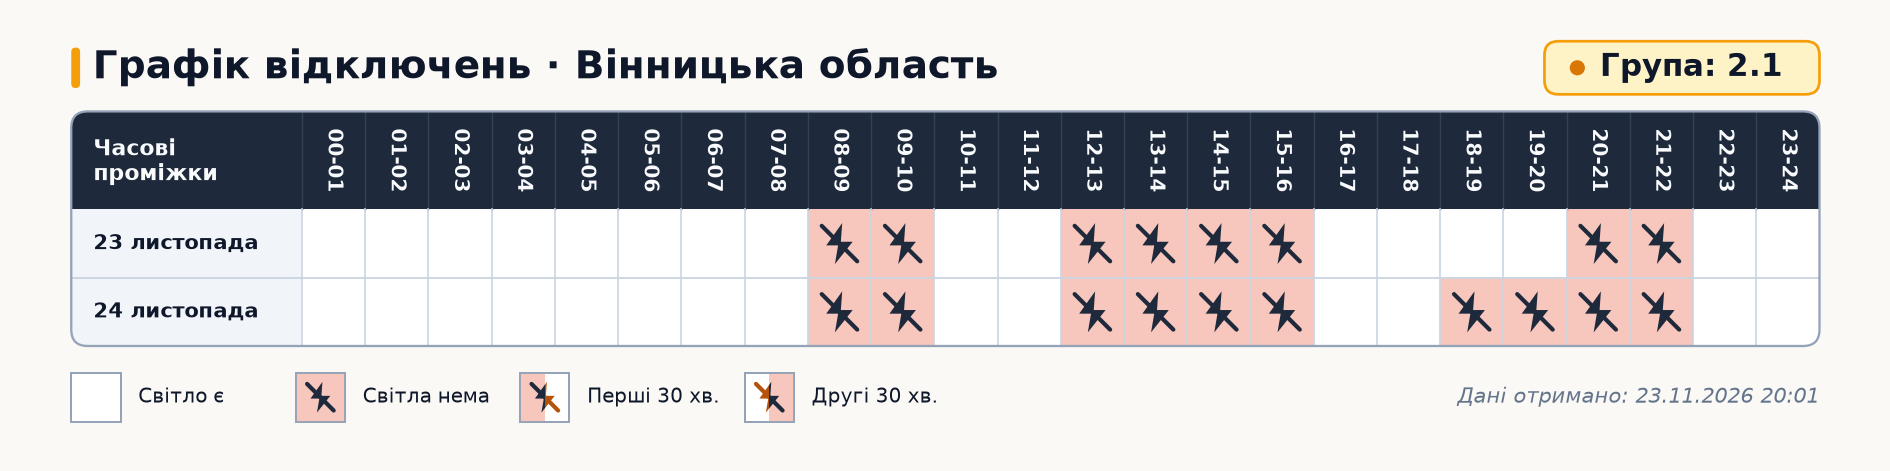 Графік відключень · Вінницька область
Група: 2.1
Часові
проміжки
00-01 01-02 02-03 03-04 04-05 05-06 06-07 07-08 08-09 09-10 10-11 11-12 12-13 13-14 14-15 15-16 16-17 17-18 18-19 19-20 20-21 21-22 22-23 23-24
23 листопада
24 листопада
Світло є Світла нема Перші 30 хв. Другі 30 хв.
Дані отримано: 23.11.2026 20:01